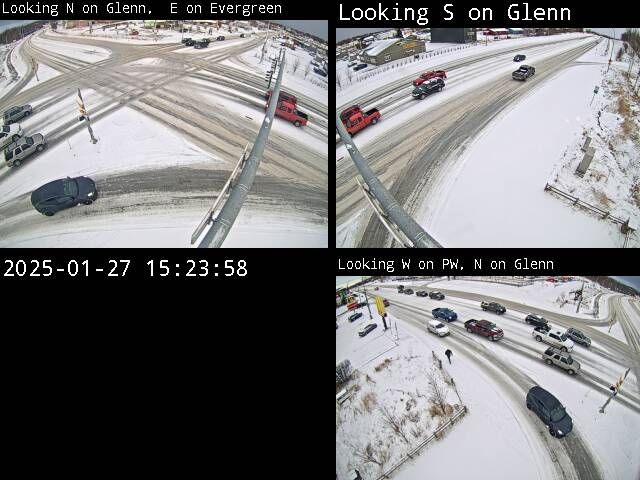 Looking N on Glenn,  E on Evergreen
Looking S on Glenn
2025-01-27 15:23:58
Looking W on PW, N on Glenn